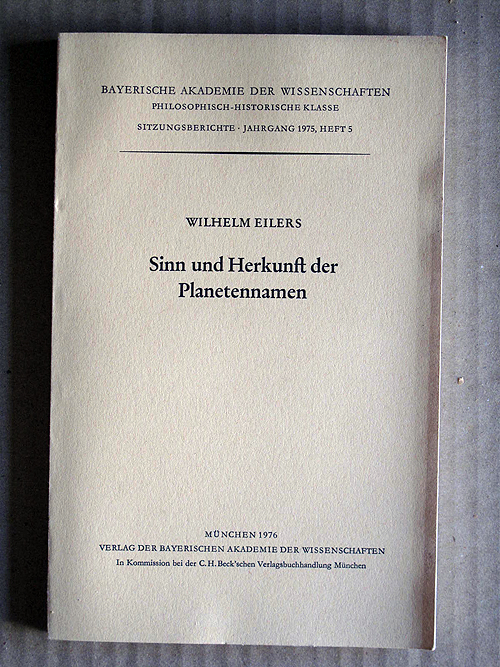 BAYERISCHE AKADEMIE DER WISSENSCHAFTEN
PHILOSOPHISCH-HISTORISCHE KLASSE
SITZUNGSBERICHTE · JAHRGANG 1975, HEFT 5
WILHELM EILERS
Sinn und Herkunft der
Planetennamen
MÜNCHEN 1976
VERLAG DER BAYERISCHEN AKADEMIE DER WISSENSCHAFTEN
In Kommission bei der C. H. Beck'schen Verlagsbuchhandlung München